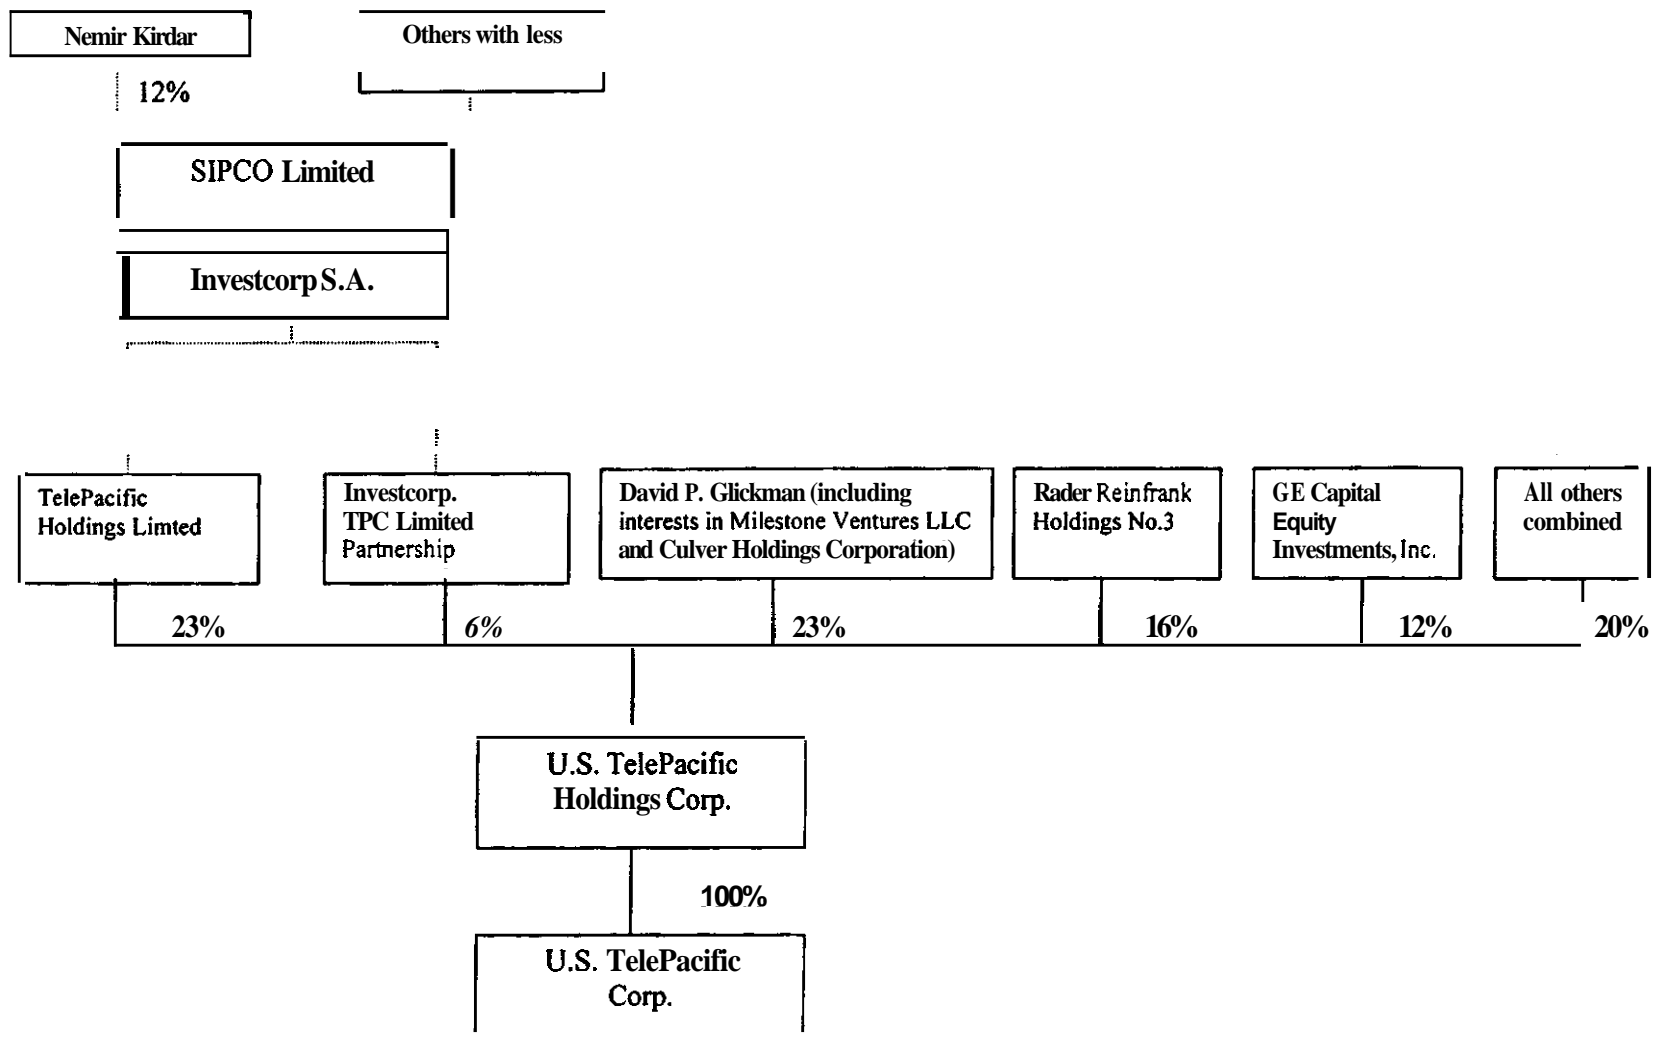 Nemir Kirdar
Others with less
12%
SIPCO Limited
Investcorp S.A.
TelePacific
Holdings Limted
Investcorp.
TPC Limited
Partnership
David P. Glickman (including
interests in Milestone Ventures LLC
and Culver Holdings Corporation)
Rader Reinfrank
Holdings No.3
GE Capital
Equity
Investments, Inc.
All others
combined
23%
6%
23%
16%
12%
20%
U.S. TelePacific
Holdings Corp.
100%
U.S. TelePacific
Corp.